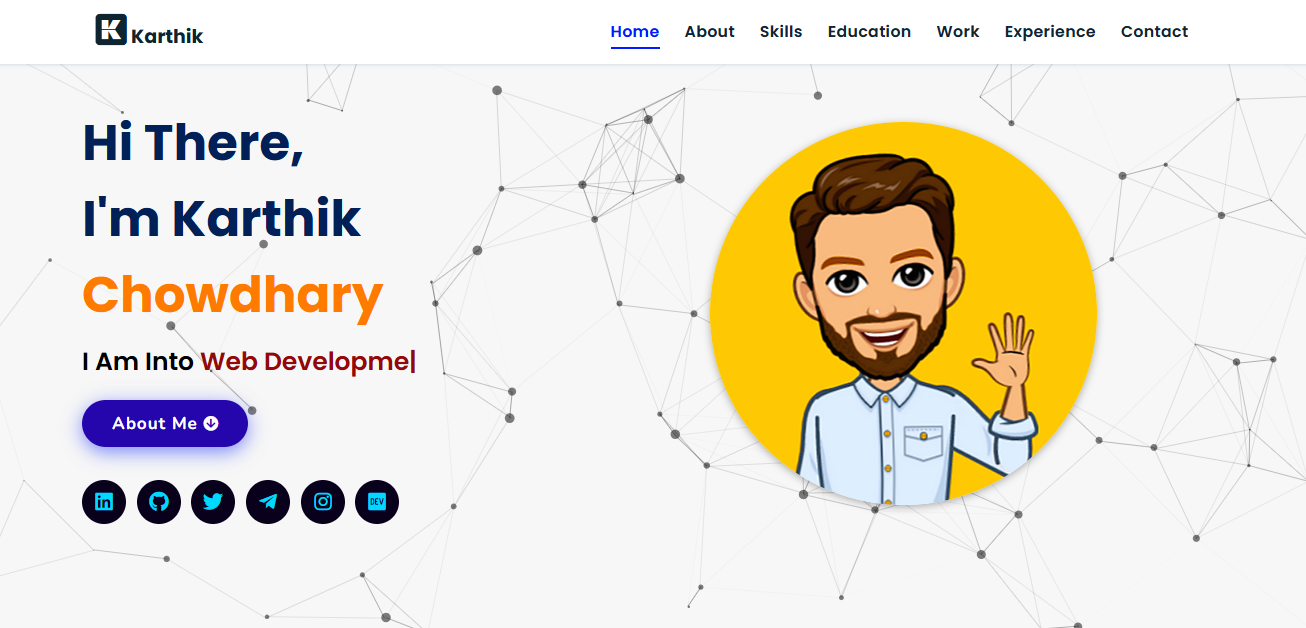 Karthik
Home About Skills Education Work Experience Contact
Hi There,
I'm Karthik
Chowdhary
I Am Into Web Developme|
About Me
DEV